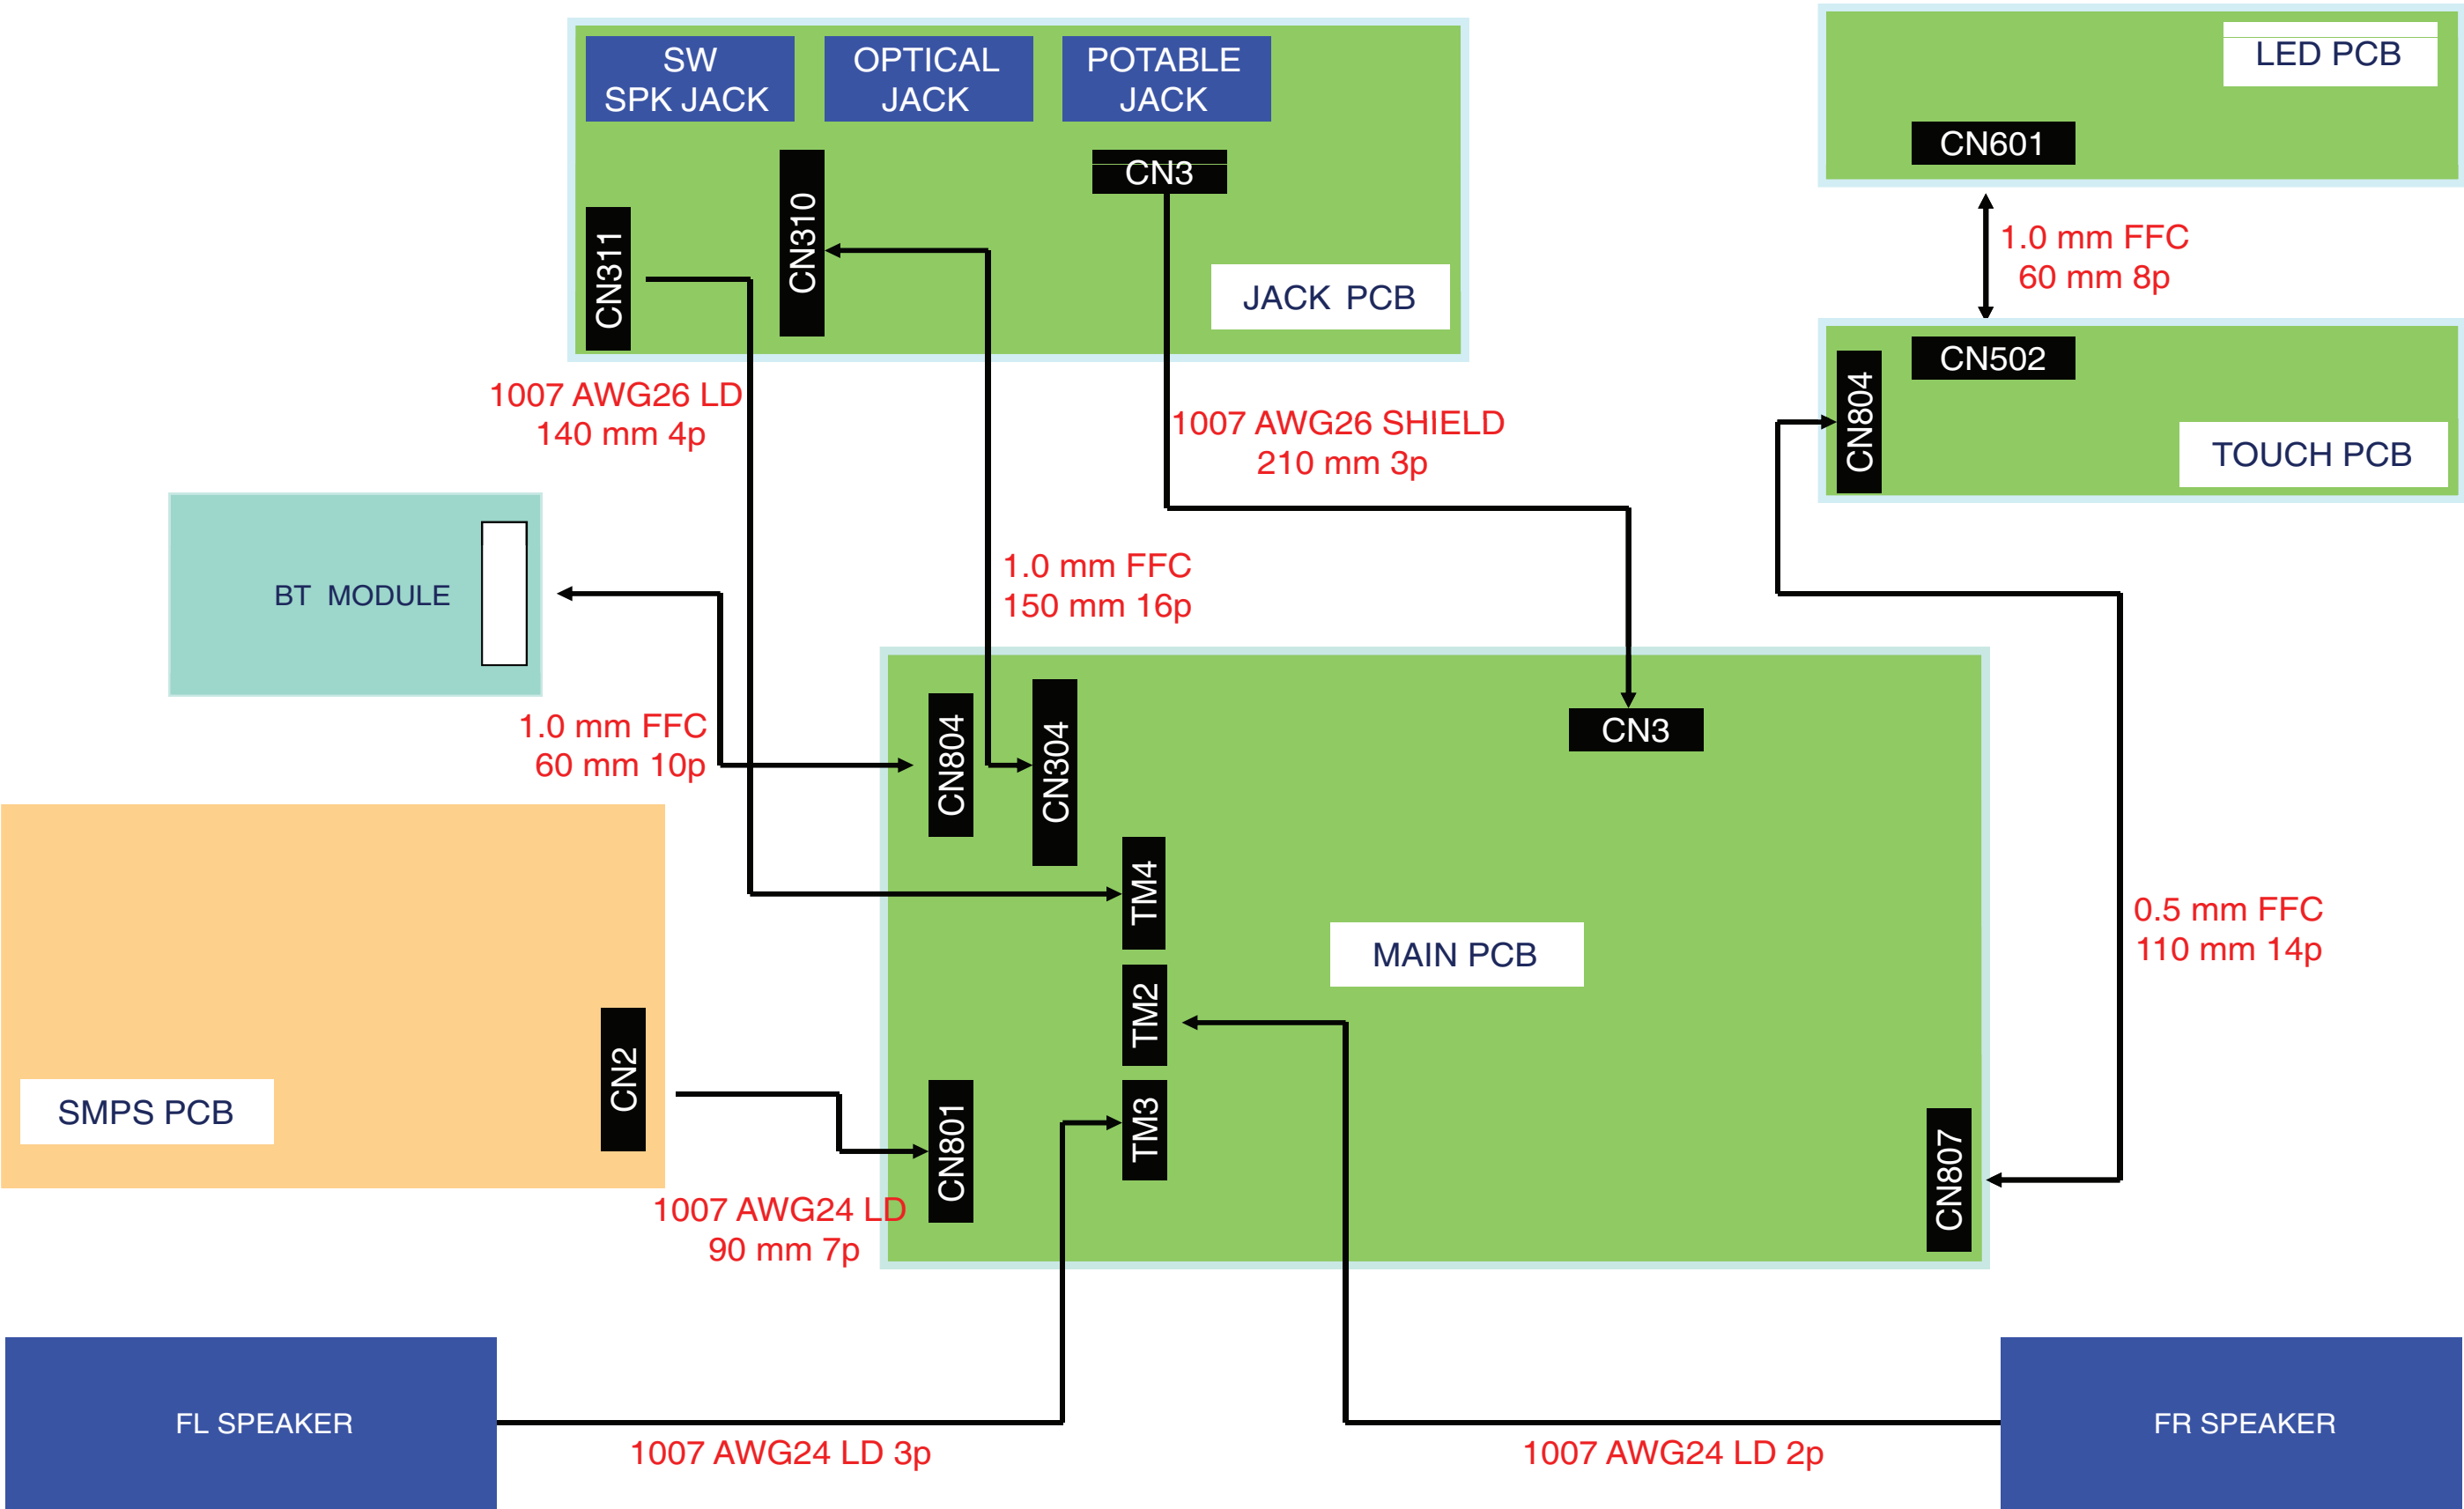 SW
SPK JACK
OPTICAL
JACK
POTABLE
JACK
CN311
CN310
CN3
JACK PCB
LED PCB
CN601
1.0 mm FFC
60 mm 8p
CN502
CN804
TOUCH PCB
1007 AWG26 LD
140 mm 4p
1007 AWG26 SHIELD
210 mm 3p
BT MODULE
1.0 mm FFC
150 mm 16p
1.0 mm FFC
60 mm 10p
CN804
CN304
CN3
TM4
TM2
TM3
MAIN PCB
0.5 mm FFC
110 mm 14p
CN2
SMPS PCB
CN801
CN807
1007 AWG24 LD
90 mm 7p
FL SPEAKER
1007 AWG24 LD 3p
1007 AWG24 LD 2p
FR SPEAKER